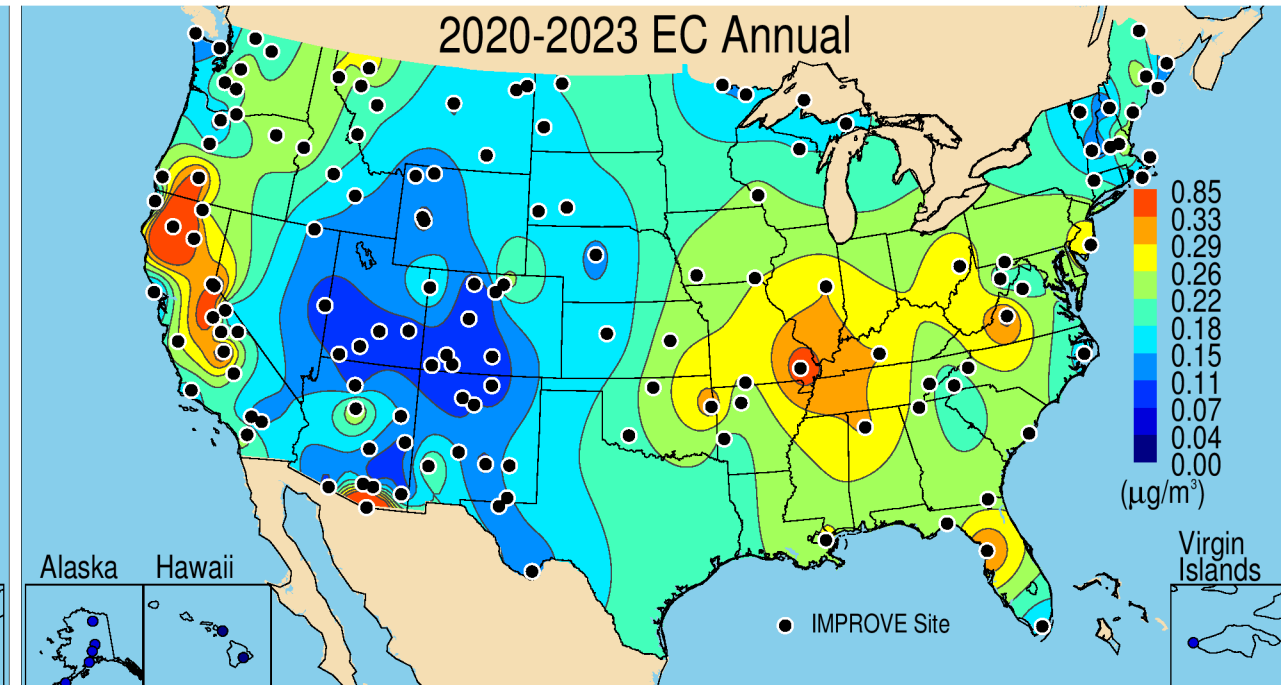 2020-2023 EC Annual
0.85
0.33
0.29
0.26
0.22
0.18
0.15
0.11
0.07
0.04
0.00
(µg/m³)
Alaska
Hawaii
Virgin
Islands
IMPROVE Site